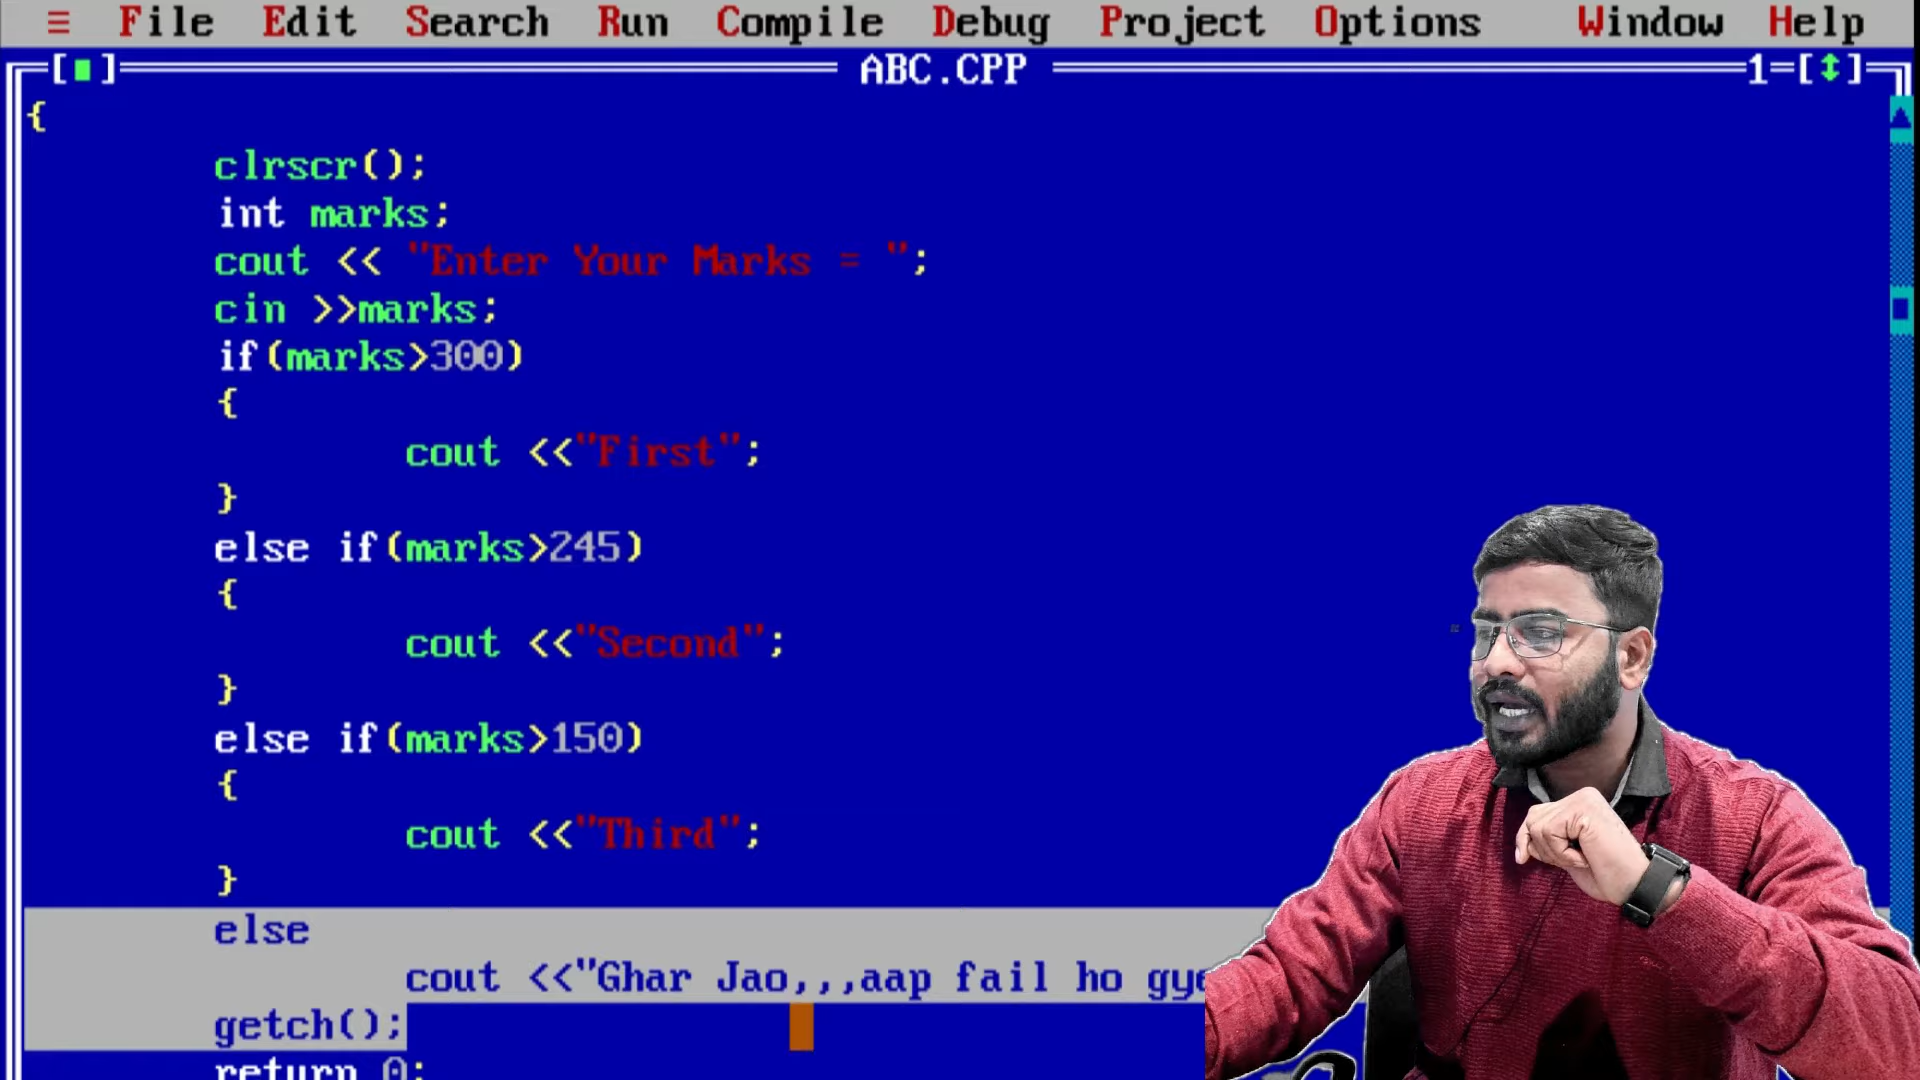 ≡ File Edit Search Run Compile Debug Project Options Window Help
[■] ABC.CPP 1=[↕]
{
clrscr();
int marks;
cout << "Enter Your Marks = ";
cin >>marks;
if(marks>300)
{
cout <<"First";
}
else if(marks>245)
{
cout <<"Second";
}
else if(marks>150)
{
cout <<"Third";
}
else
cout <<"Ghar Jao,,,aap fail ho
getch();
return 0;